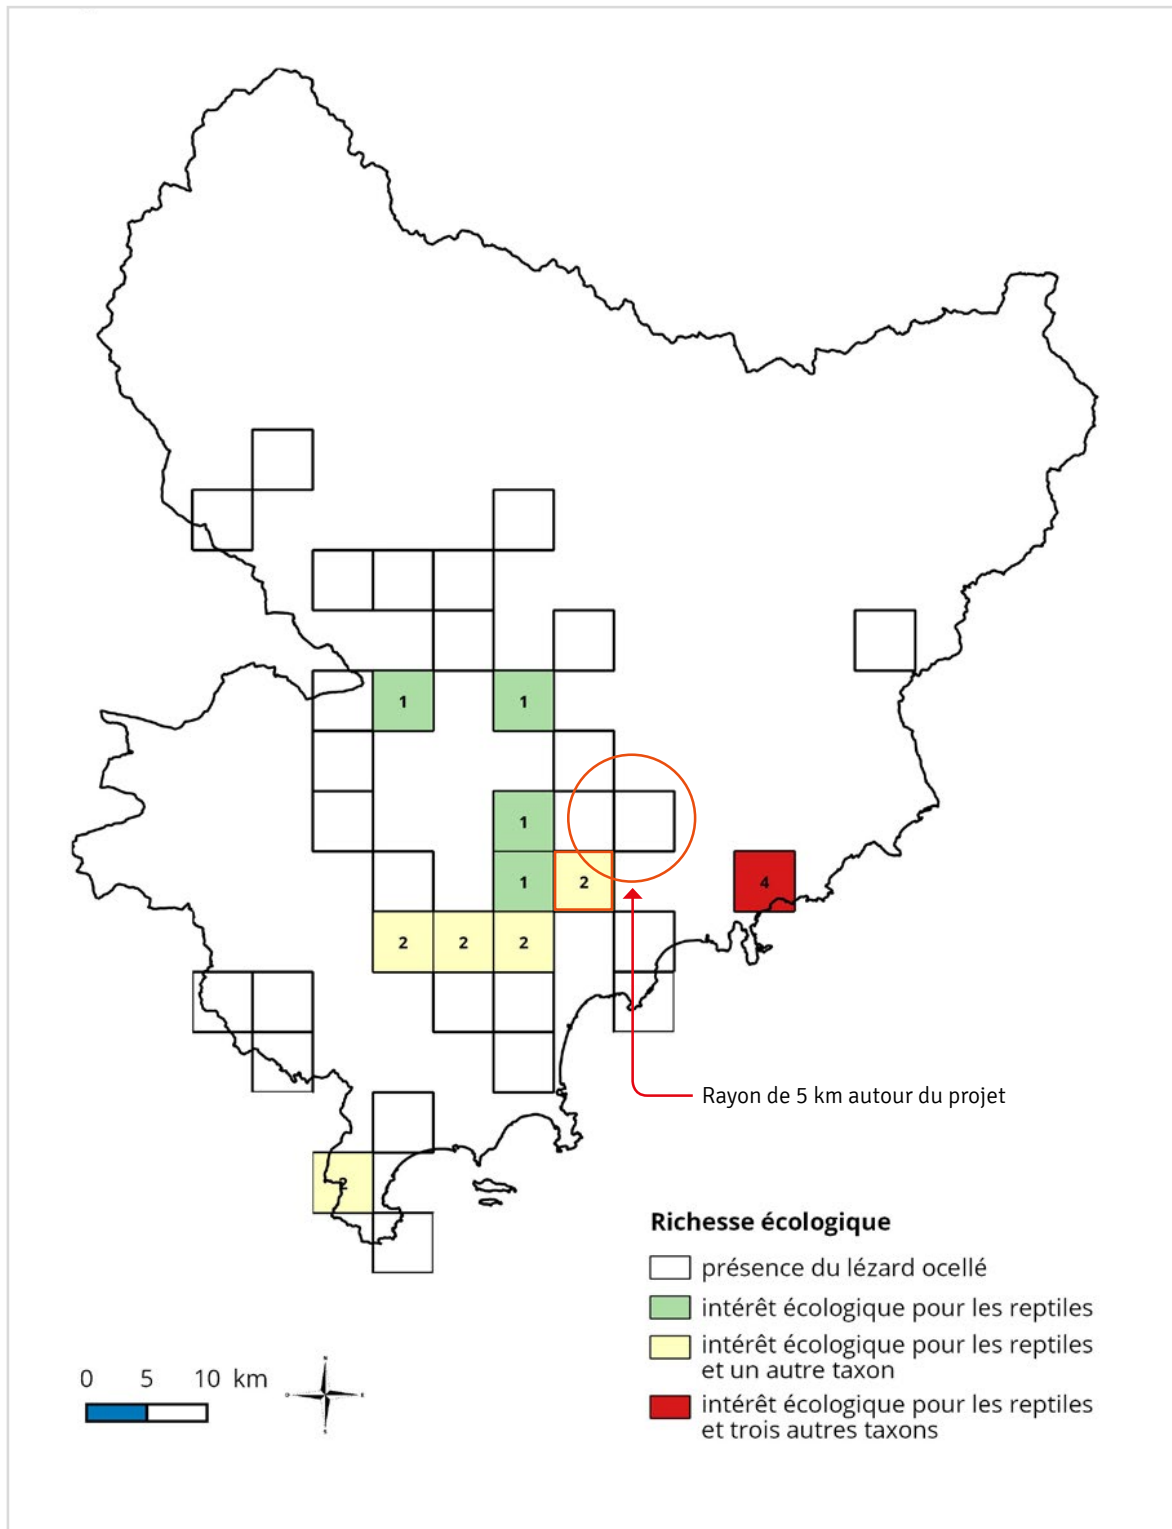 1
1
1
1
2
4
2
2
2
Rayon de 5 km autour du projet
2
Richesse écologique
présence du lézard ocellé
intérêt écologique pour les reptiles
intérêt écologique pour les reptiles
et un autre taxon
intérêt écologique pour les reptiles
et trois autres taxons
0 5 10 km
N
O E
S